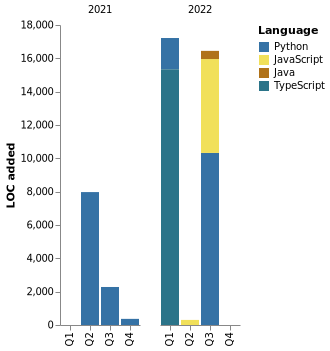 2021
2022
Language
Python
JavaScript
Java
TypeScript
LOC added
18,000
16,000
14,000
12,000
10,000
8,000
6,000
4,000
2,000
0
Q1
Q2
Q3
Q4
Q1
Q2
Q3
Q4